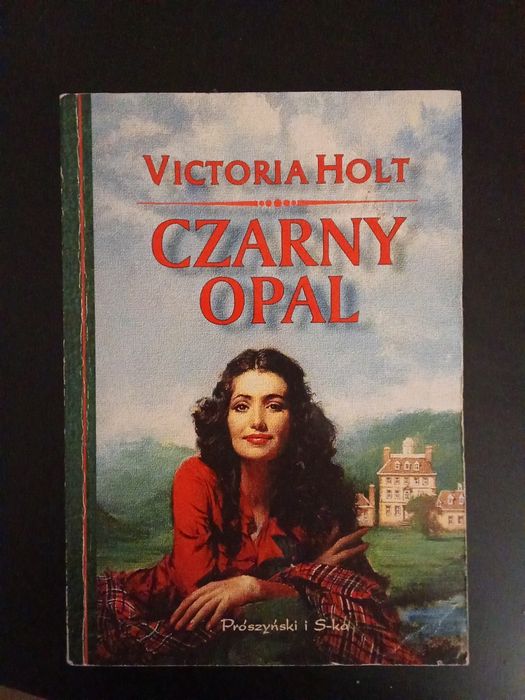 VICTORIA HOLT
CZARNY
OPAL
Prószyński i S-ka